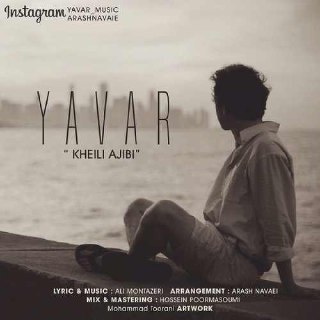 Instagram YAVAR_MUSIC
ARASHNAVAIE
YAVAR
" KHEILI AJIBI"
LYRIC & MUSIC : ALI MONTAZERI ARRANGEMENT : ARASH NAVAEI
MIX & MASTERING : HOSSEIN POORMASOUMI
Mohammad Toorani ARTWORK